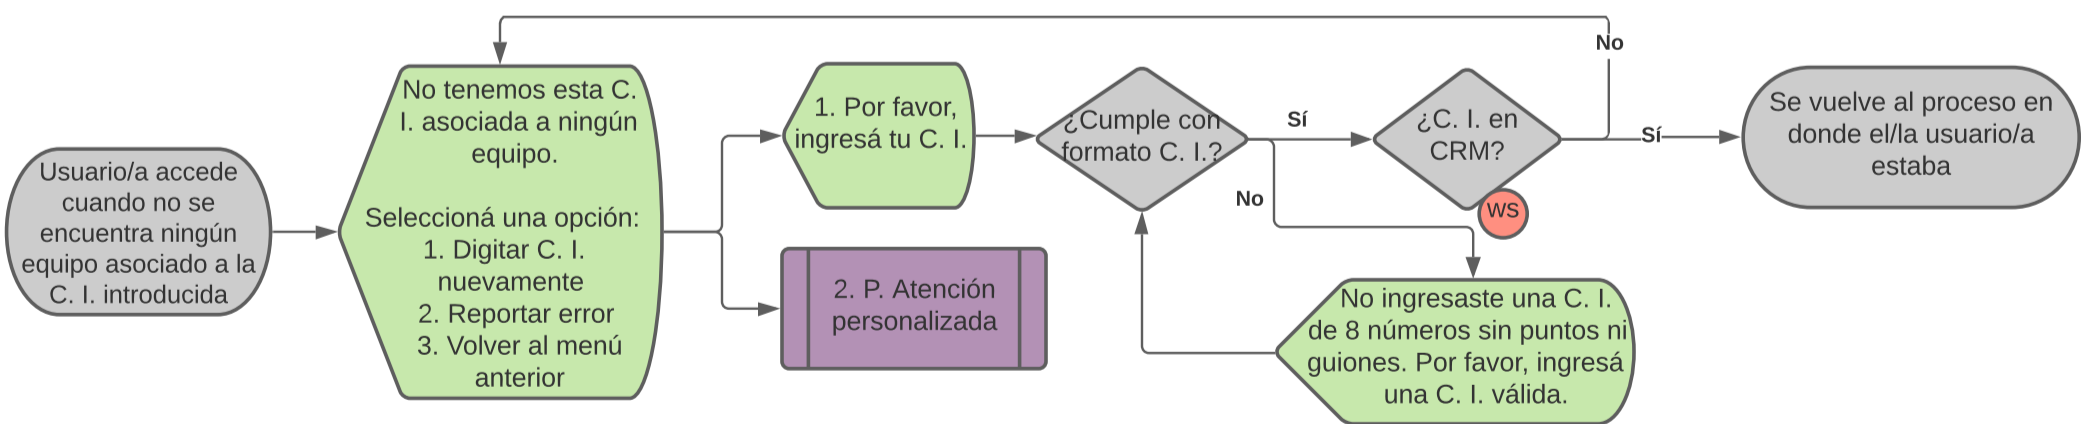 Usuario/a accede
cuando no se
encuentra ningún
equipo asociado a la
C. I. introducida
No tenemos esta C.
I. asociada a ningún
equipo.
Seleccioná una opción:
1. Digitar C. I.
nuevamente
2. Reportar error
3. Volver al menú
anterior
1. Por favor,
ingresá tu C. I.
2. P. Atención
personalizada
¿Cumple con
formato C. I.?
Sí
No
¿C. I. en
CRM?
ws
No
Sí
No ingresaste una C. I.
de 8 números sin puntos ni
guiones. Por favor, ingresá
una C. I. válida.
Se vuelve al proceso en
donde el/la usuario/a
estaba